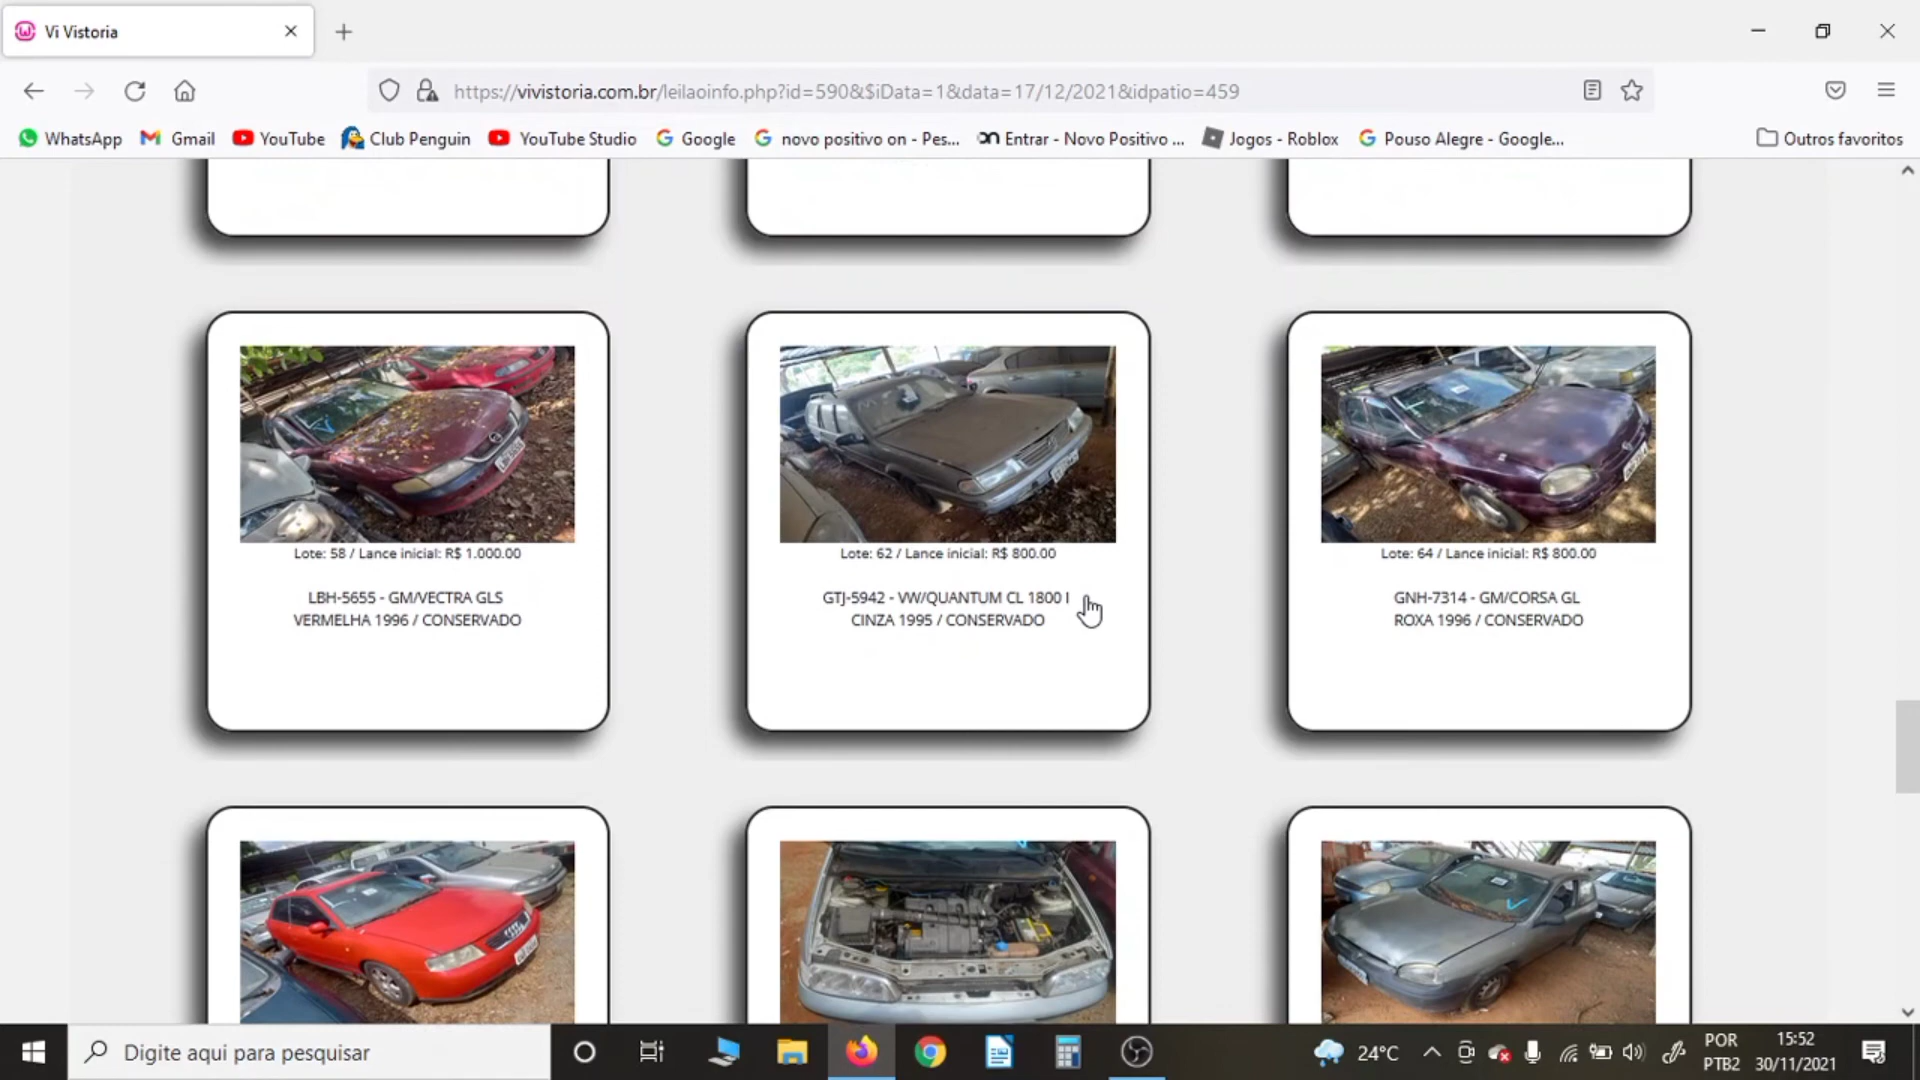 Vi Vistoria
https://vivistoria.com.br/leilaoinfo.php?id=590&$iData=1&data=17/12/2021&idpatio=459
WhatsApp
Gmail
YouTube
Club Penguin
YouTube Studio
Google
novo positivo on - Pes...
Entrar - Novo Positivo ...
Jogos - Roblox
Pouso Alegre - Google...
Outros favoritos
Lote: 58 / Lance inicial: R$ 1.000.00
LBH-5655 - GM/VECTRA GLS
VERMELHA 1996 / CONSERVADO
Lote: 62 / Lance inicial: R$ 800.00
GTJ-5942 - VW/QUANTUM CL 1800 I
CINZA 1995 / CONSERVADO
Lote: 64 / Lance inicial: R$ 800.00
GNH-7314 - GM/CORSA GL
ROXA 1996 / CONSERVADO
Digite aqui para pesquisar
24°C
POR
PTB2
15:52
30/11/2021